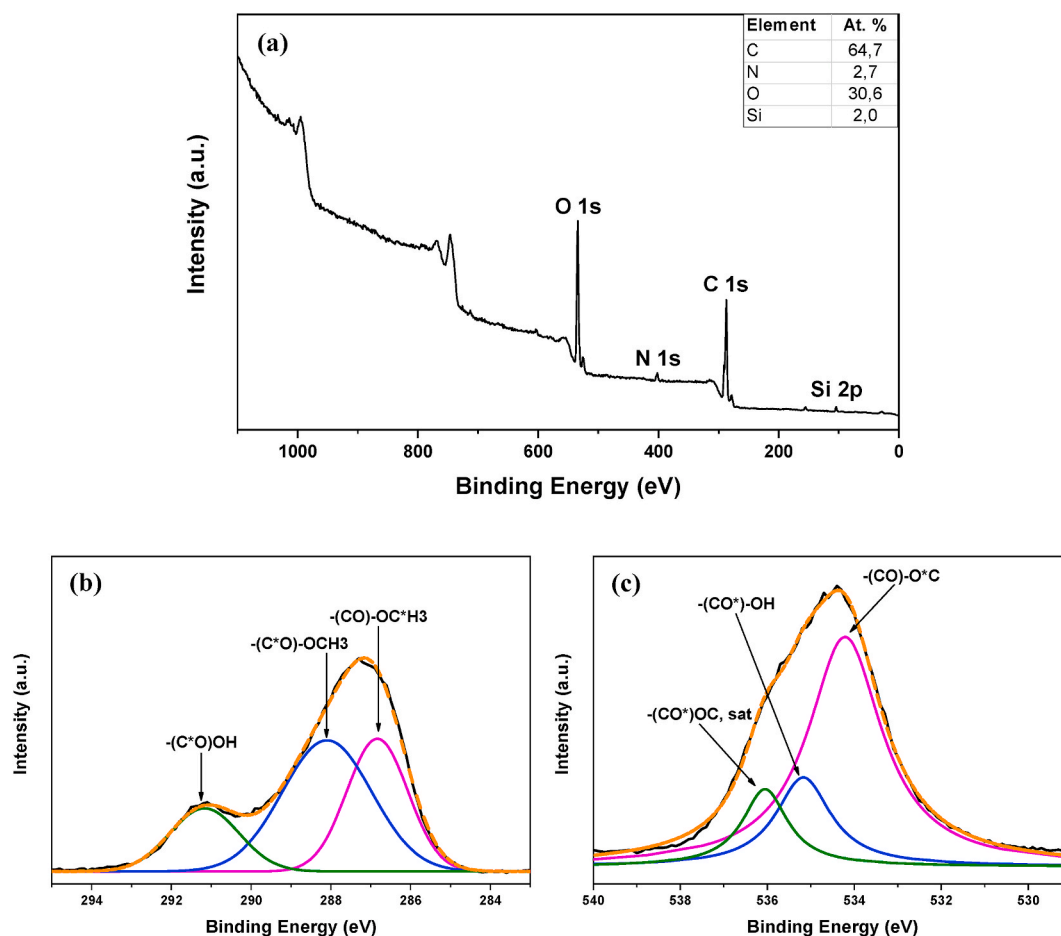 (a)
Element At. %
C 64,7
N 2,7
O 30,6
Si 2,0
O 1s
C 1s
N 1s
Si 2p
Intensity (a.u.)
1000 800 600 400 200 0
Binding Energy (eV)
(b)
-(CO)-OC*H3
-(C*O)-OCH3
-(C*O)OH
Intensity (a.u.)
294 292 290 288 286 284
Binding Energy (eV)
(c)
-(CO)-O*C
-(CO*)-OH
-(CO*)OC, sat
Intensity (a.u.)
540 538 536 534 532 530
Binding Energy (eV)